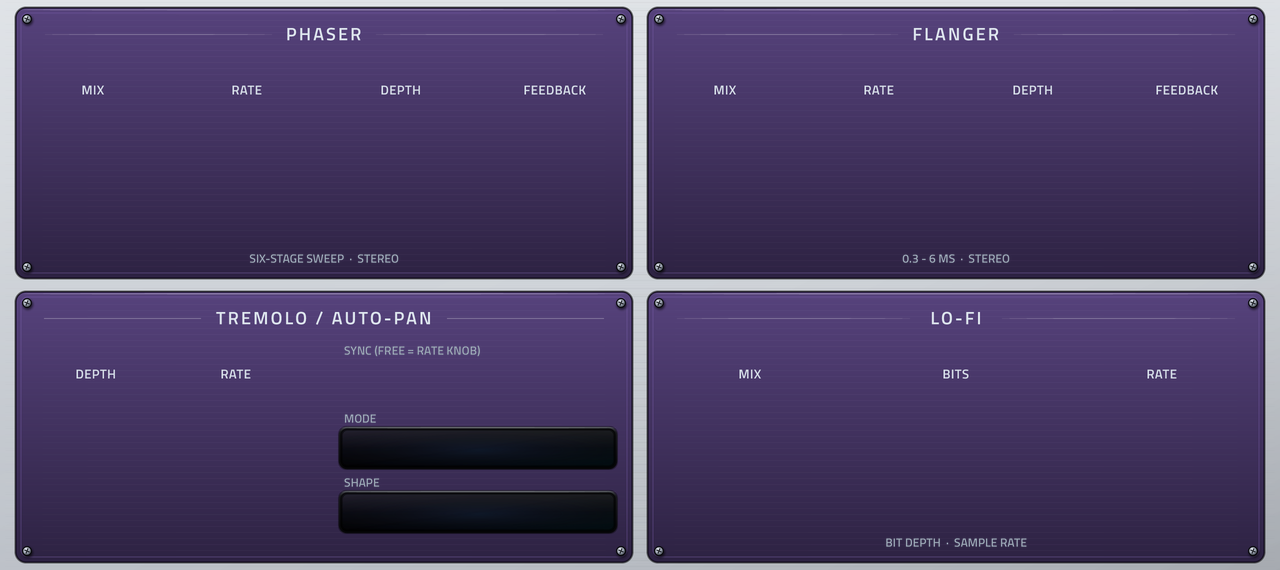 PHASER
MIX RATE DEPTH FEEDBACK
SIX-STAGE SWEEP · STEREO
FLANGER
MIX RATE DEPTH FEEDBACK
0.3 - 6 MS · STEREO
TREMOLO / AUTO-PAN
SYNC (FREE = RATE KNOB)
DEPTH RATE
MODE
SHAPE
LO-FI
MIX BITS RATE
BIT DEPTH · SAMPLE RATE